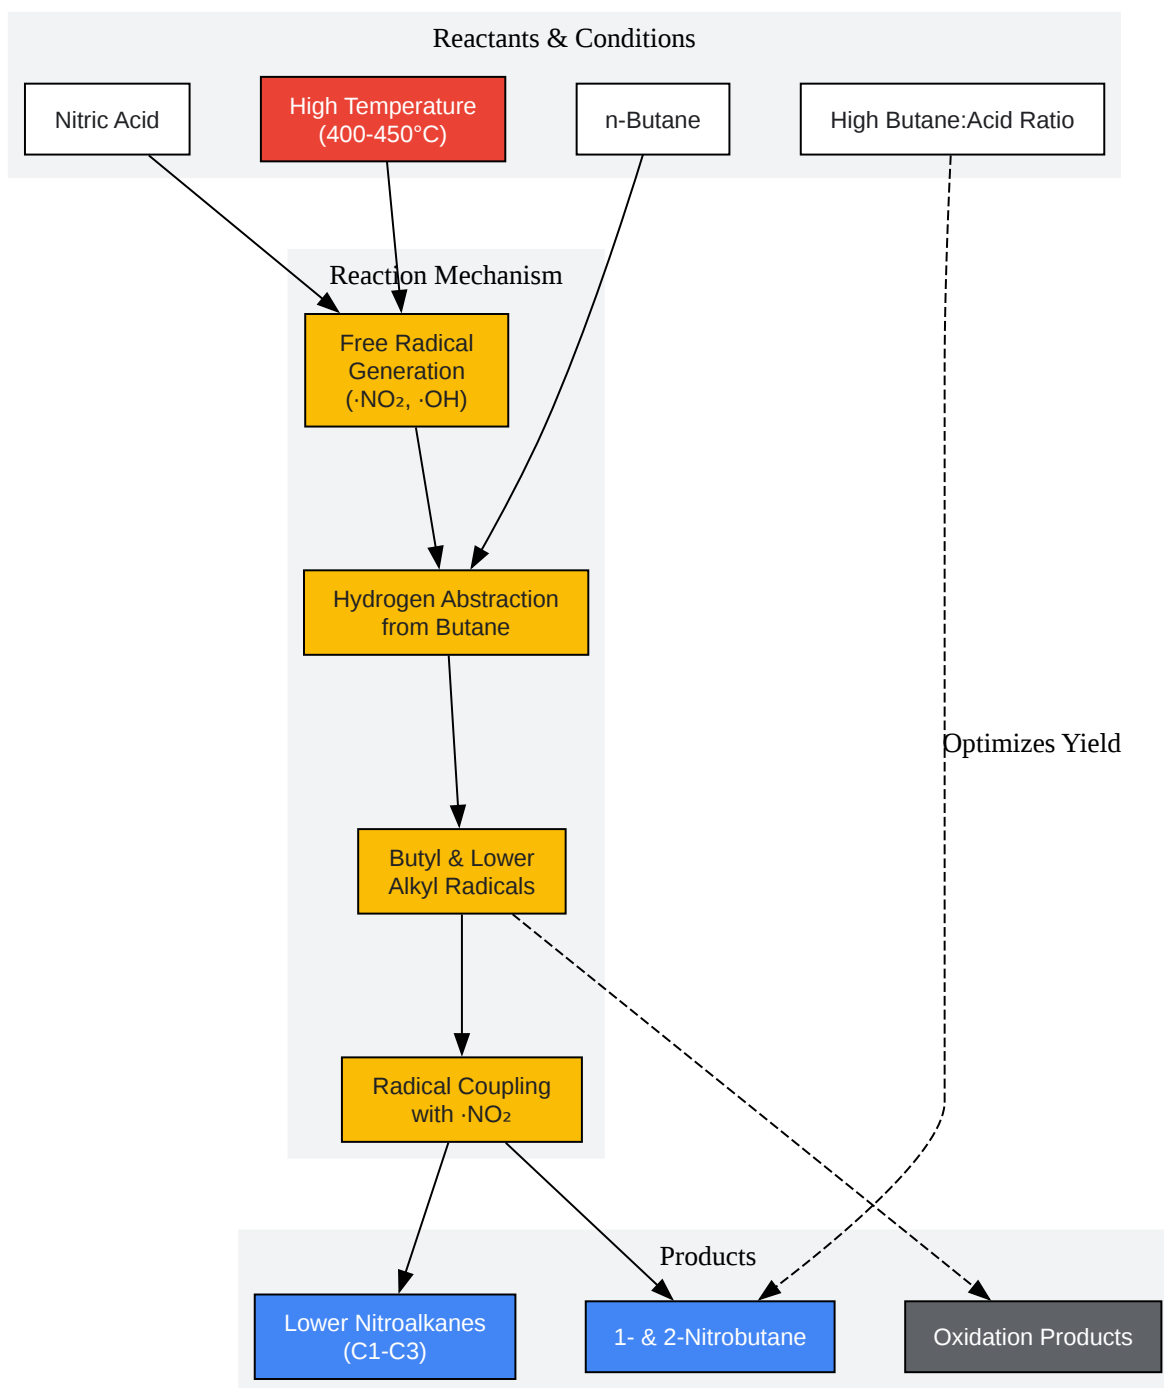 Reactants & Conditions
Nitric Acid
High Temperature
(400-450°C)
n-Butane
High Butane:Acid Ratio
Reaction Mechanism
Free Radical
Generation
(·NO₂, ·OH)
Hydrogen Abstraction
from Butane
Optimizes Yield
Butyl & Lower
Alkyl Radicals
Radical Coupling
with ·NO₂
Products
Lower Nitroalkanes
(C1-C3)
1- & 2-Nitrobutane
Oxidation Products